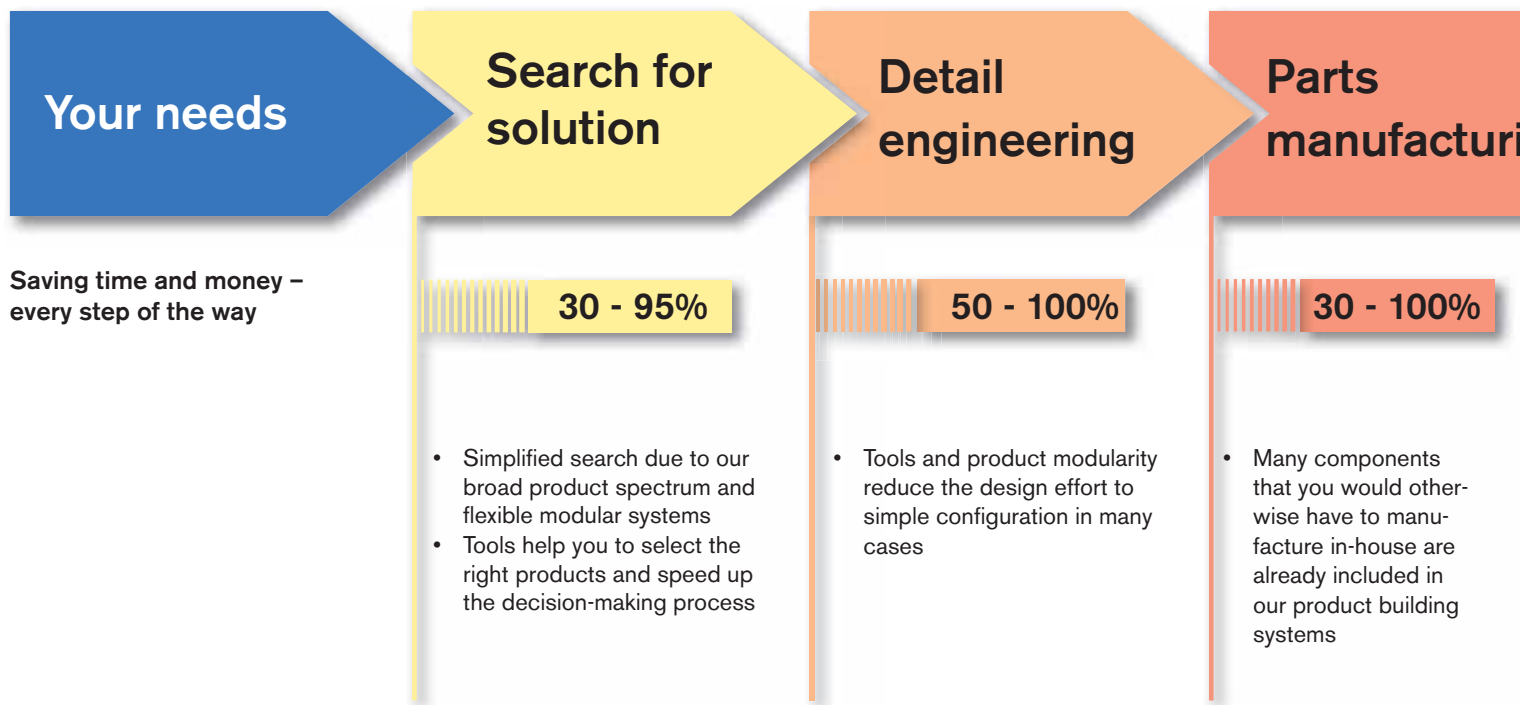 Your needs
Search for
solution
Detail
engineering
Parts
manufacturi
Saving time and money –
every step of the way
30 - 95%
50 - 100%
30 - 100%
• Simplified search due to our
broad product spectrum and
flexible modular systems
• Tools help you to select the
right products and speed up
the decision-making process
• Tools and product modularity
reduce the design effort to
simple configuration in many
cases
• Many components
that you would other-
wise have to manu-
facture in-house are
already included in
our product building
systems